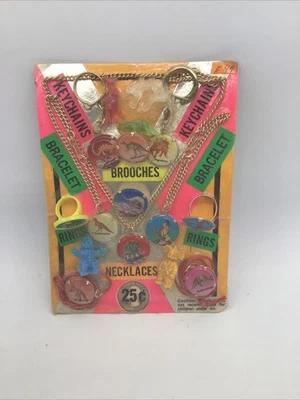 KEYCHAINS
KEYCHAINS
BRACELET
BRACELET
BROOCHES
RINGS
RINGS
NECKLACES
25¢